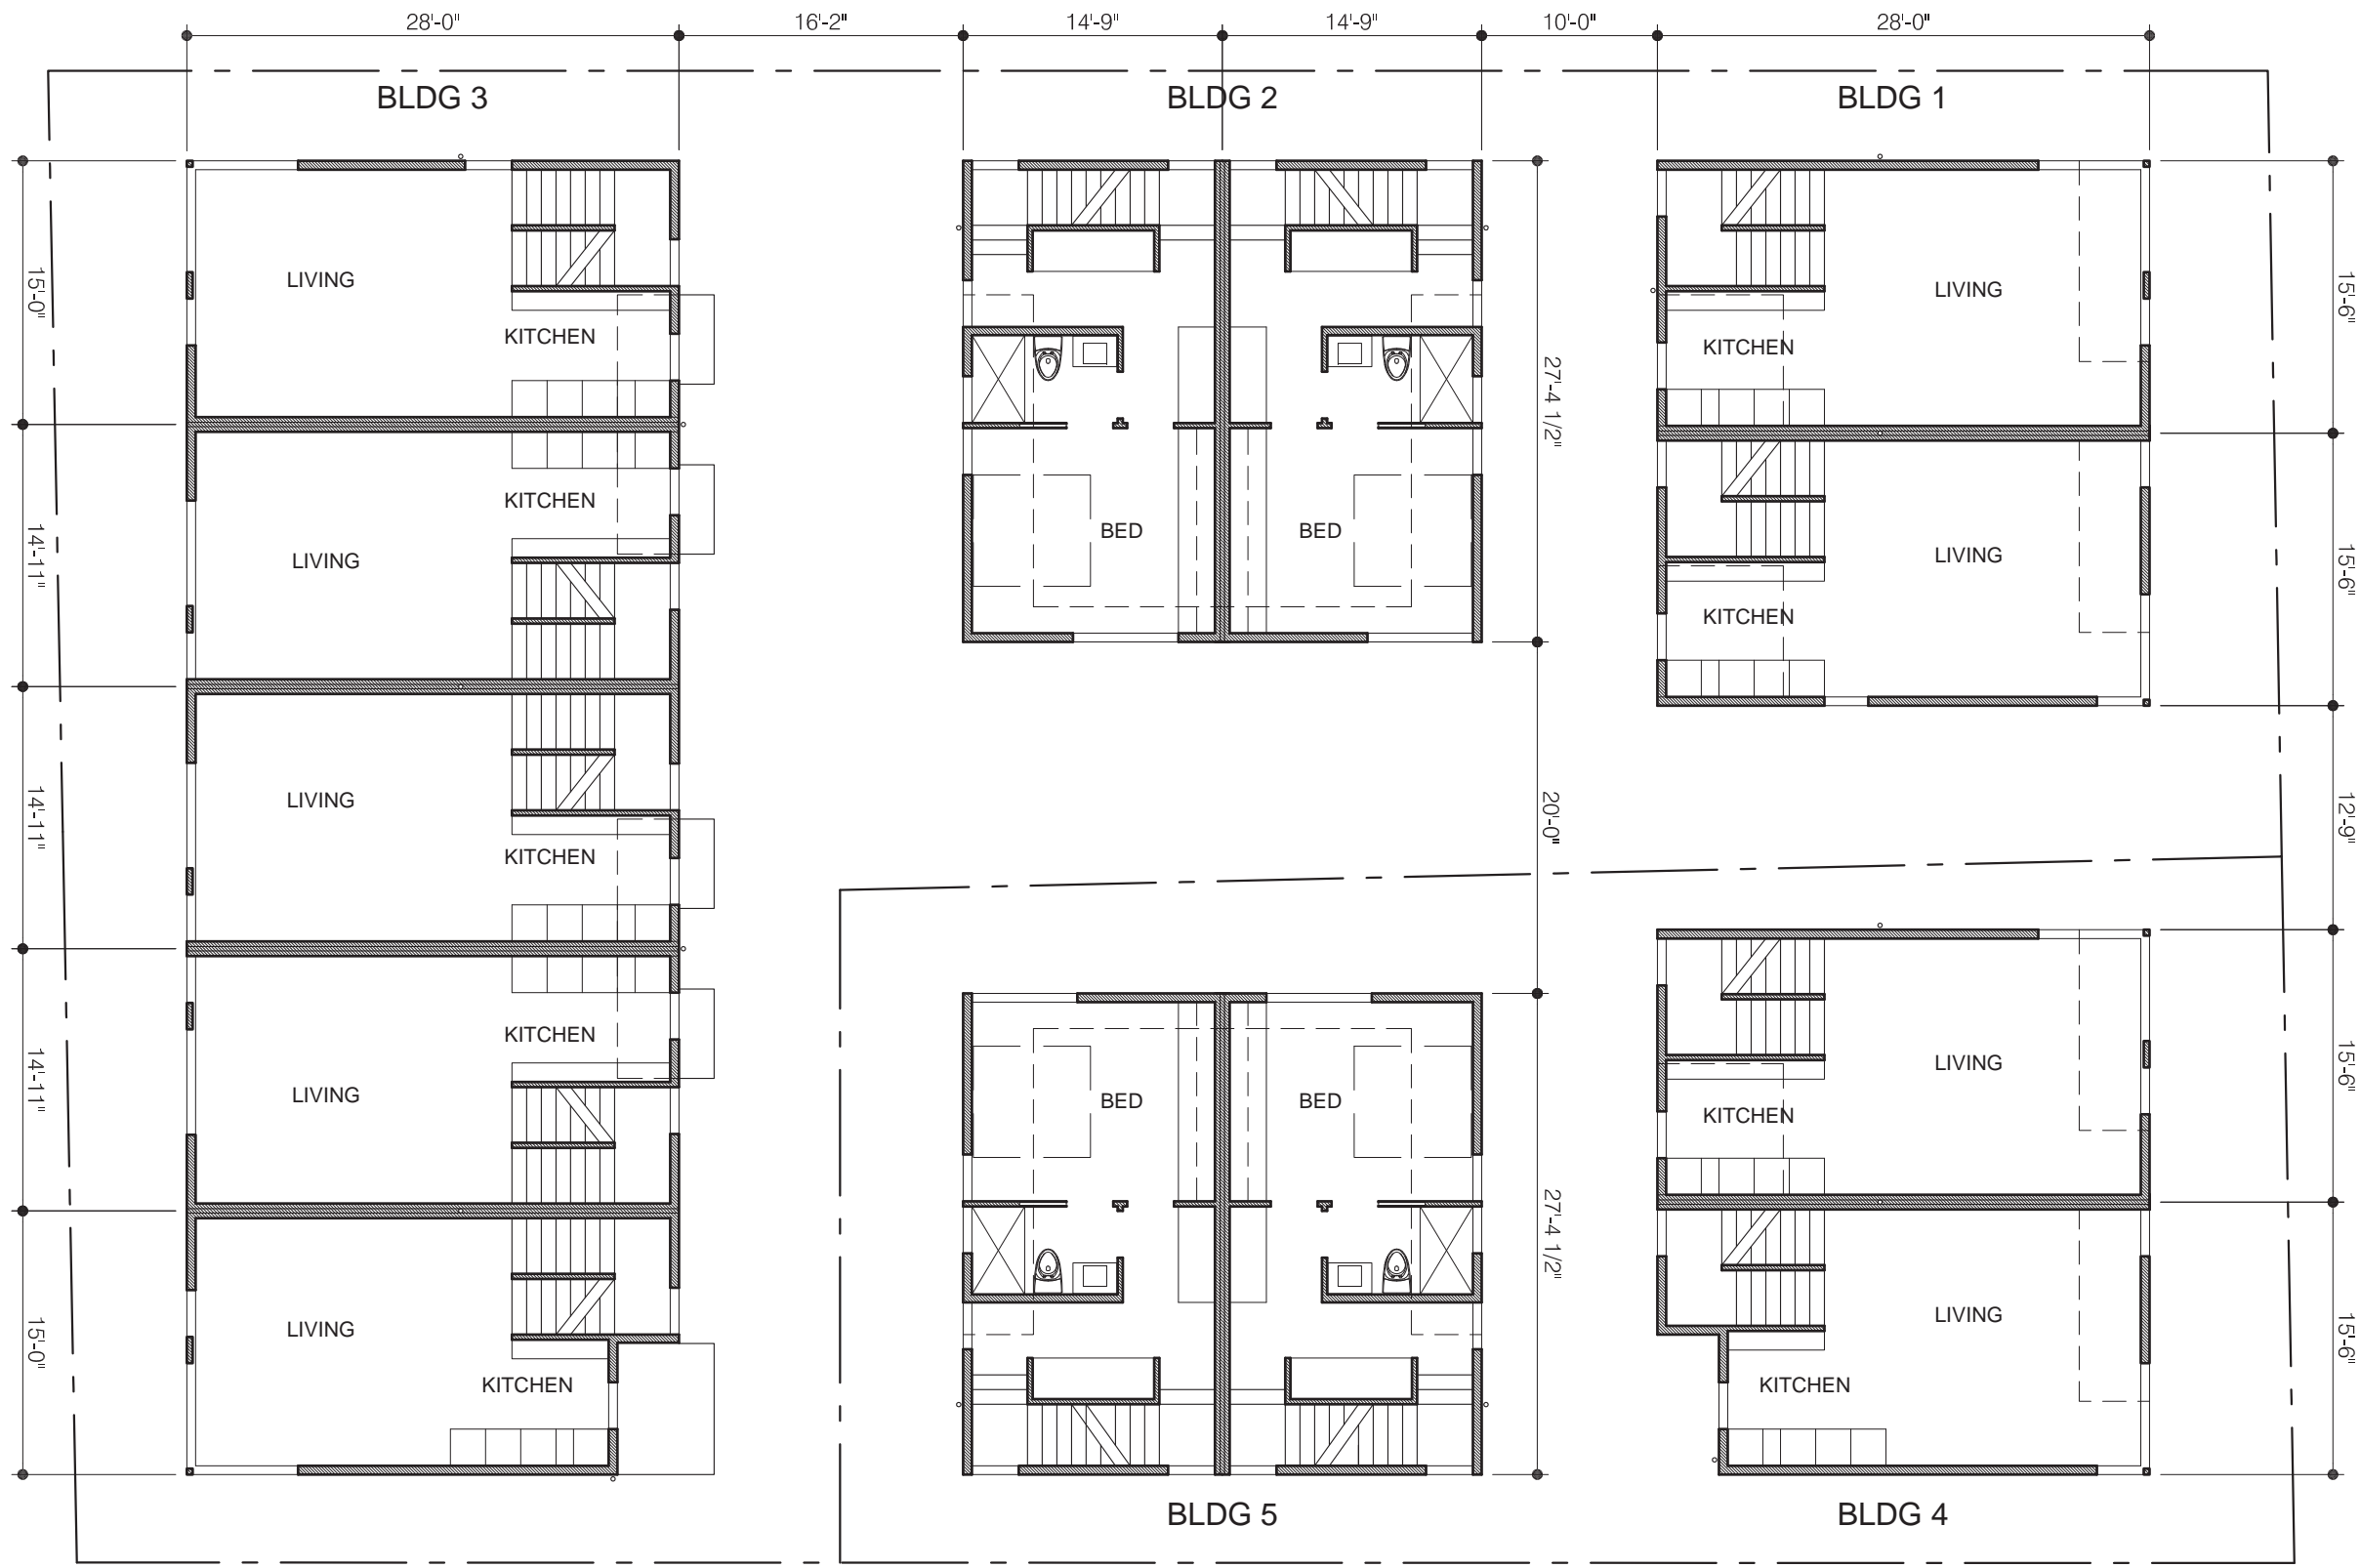 28'-0"
16'-2"
14'-9"
14'-9"
10'-0"
28'-0"
BLDG 3
BLDG 2
BLDG 1
15'-0"
LIVING
KITCHEN
27'-4 1/2"
LIVING
KITCHEN
15'-6"
14'-11"
LIVING
KITCHEN
BED
BED
LIVING
KITCHEN
15'-6"
14'-11"
LIVING
KITCHEN
20'-0"
12'-9"
14'-11"
LIVING
KITCHEN
BED
BED
LIVING
KITCHEN
15'-6"
15'-0"
LIVING
KITCHEN
27'-4 1/2"
LIVING
KITCHEN
15'-6"
BLDG 5
BLDG 4